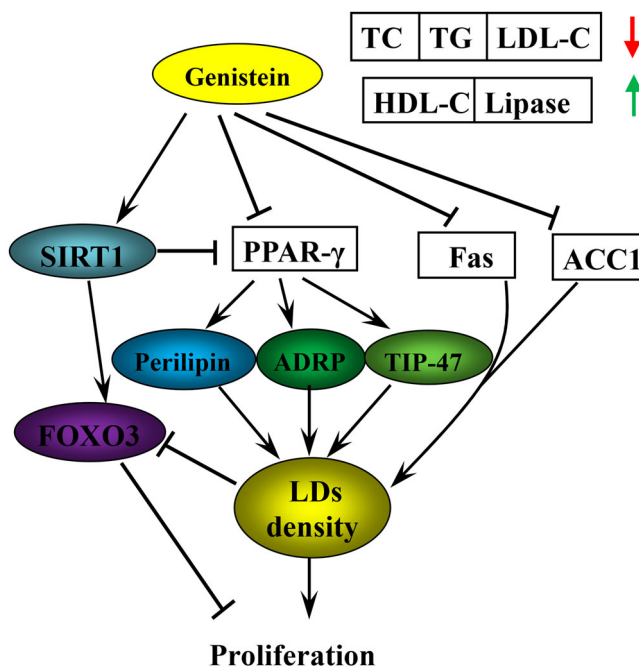 TC TG LDL-C
Genistein
HDL-C Lipase
SIRT1 PPAR-γ Fas ACC1
Perilipin ADRP TIP-47
FOXO3
LDs
density
Proliferation